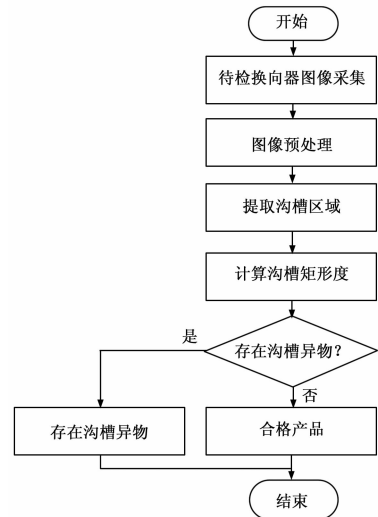 开始
待检换向器图像采集
图像预处理
提取沟槽区域
计算沟槽矩形度
是
存在沟槽异物?
否
存在沟槽异物
合格产品
结束